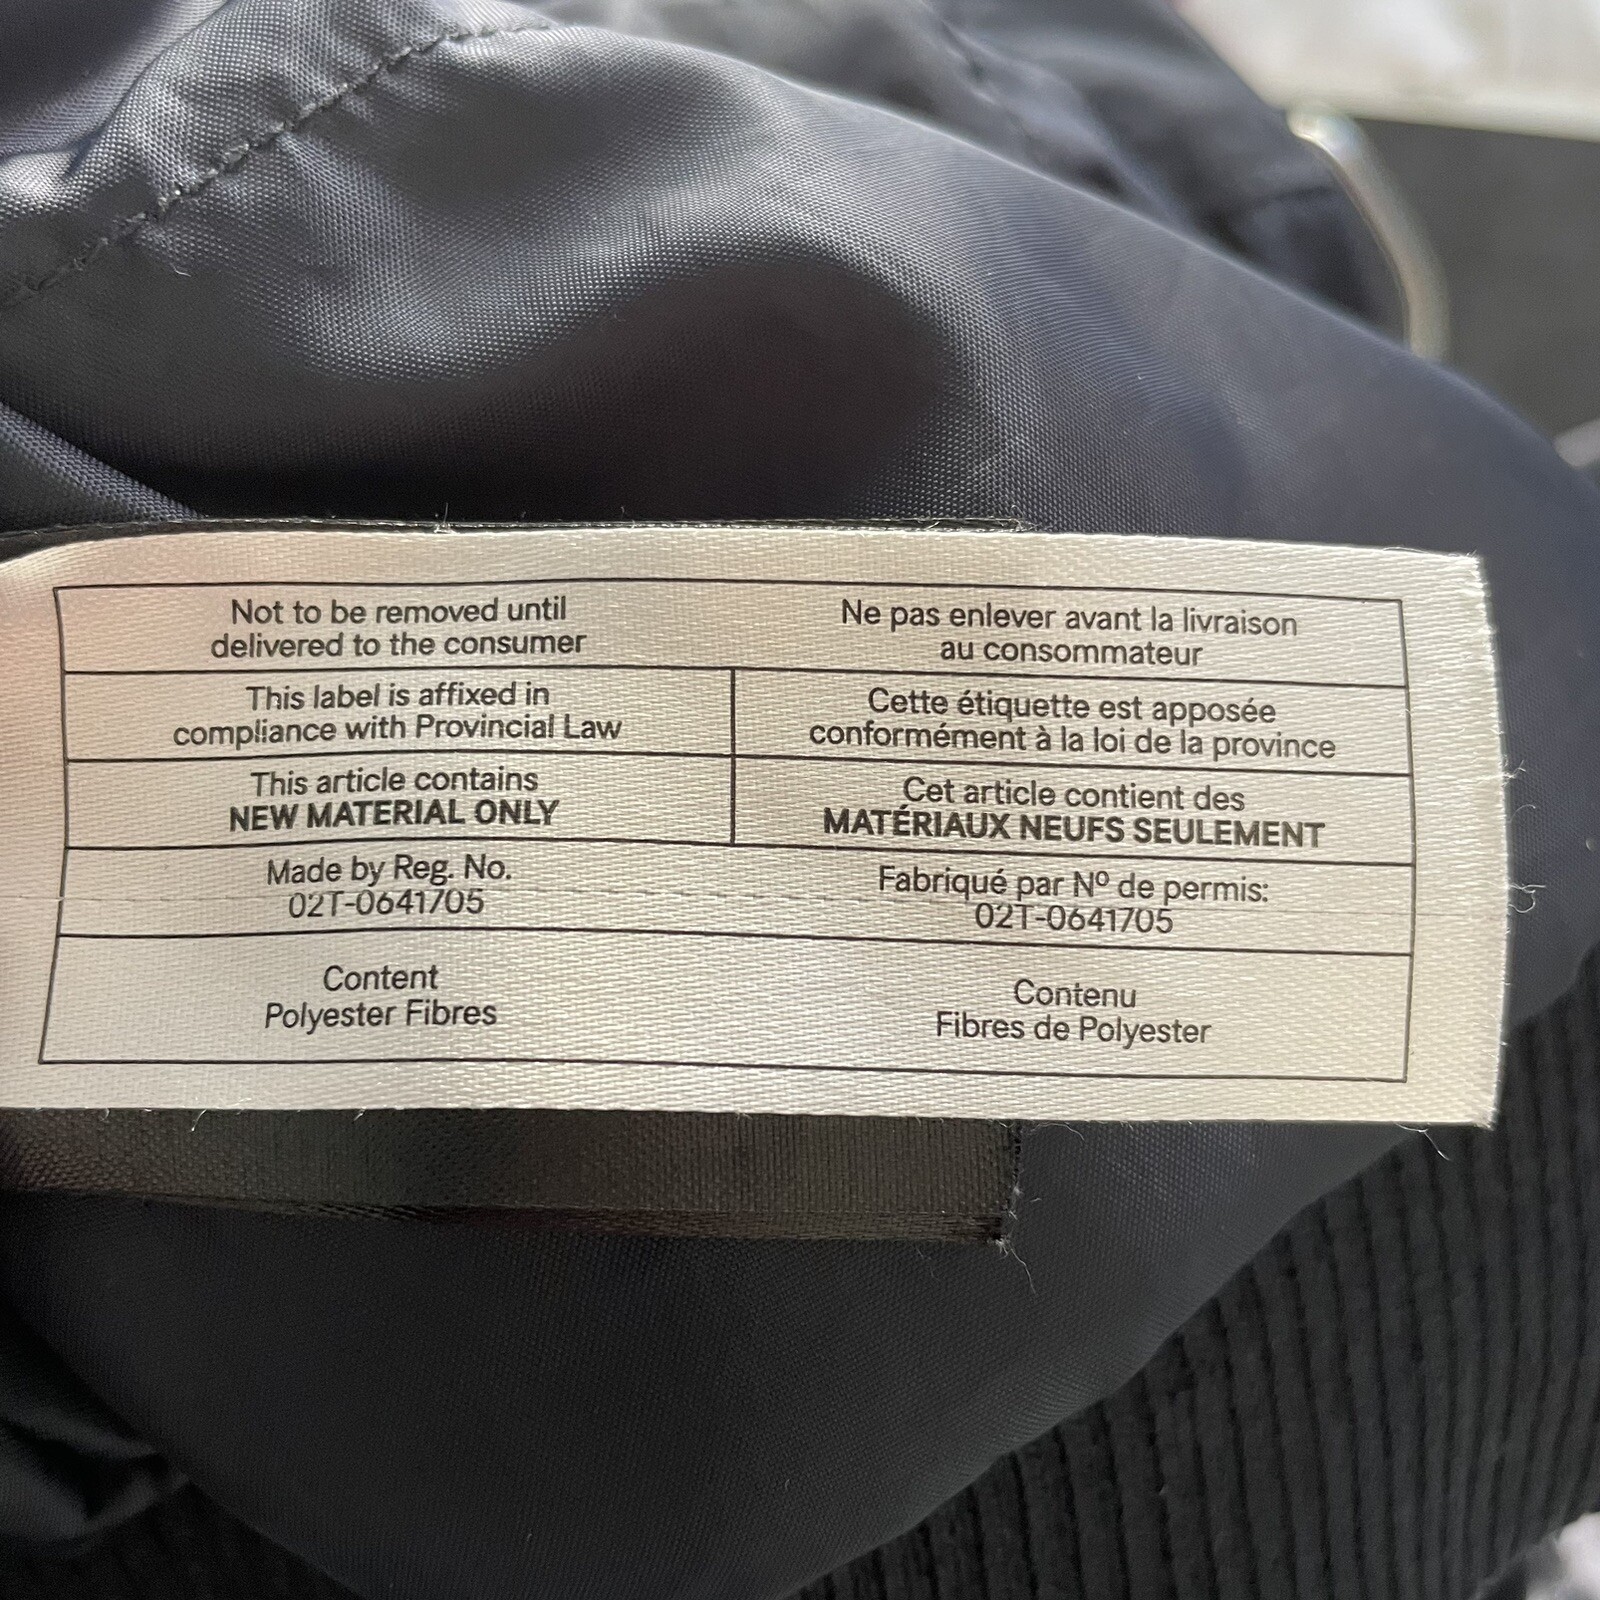 Not to be removed until
delivered to the consumer
Ne pas enlever avant la livraison
au consommateur
This label is affixed in
compliance with Provincial Law
Cette étiquette est apposée
conformément à la loi de la province
This article contains
NEW MATERIAL ONLY
Cet article contient des
MATÉRIAUX NEUFS SEULEMENT
Made by Reg. No.
02T-0641705
Fabriqué par Nº de permis:
02T-0641705
Content
Polyester Fibres
Contenu
Fibres de Polyester